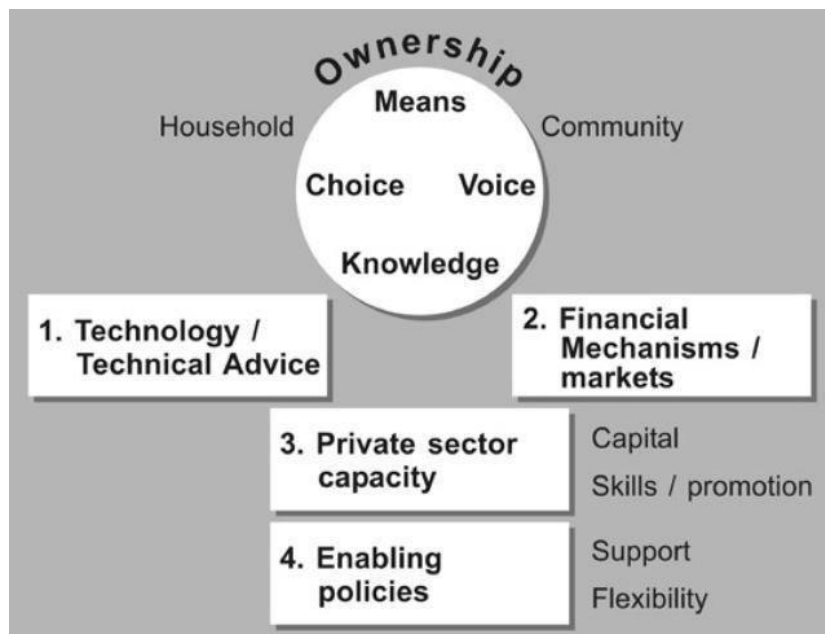 Ownership
Means
Household
Community
Choice Voice
Knowledge
1. Technology /
Technical Advice
2. Financial
Mechanisms /
markets
3. Private sector
capacity
Capital
Skills / promotion
4. Enabling
policies
Support
Flexibility